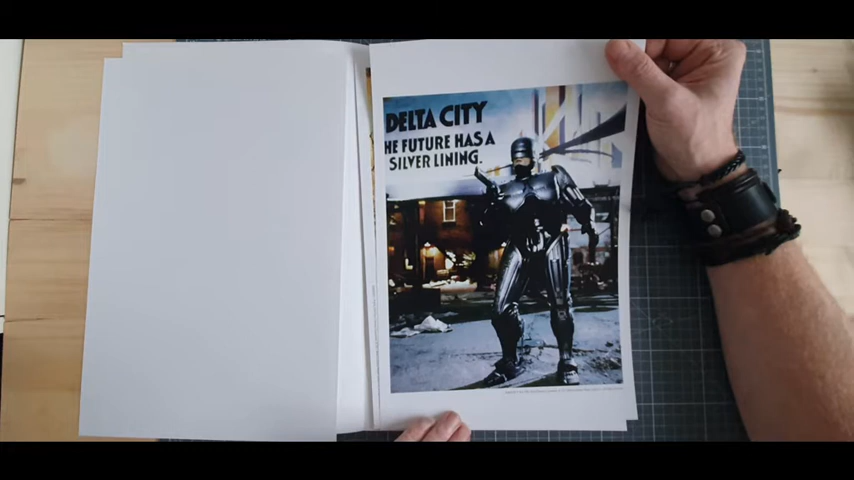 DELTA CITY
HE FUTURE HAS A
SILVER LINING.